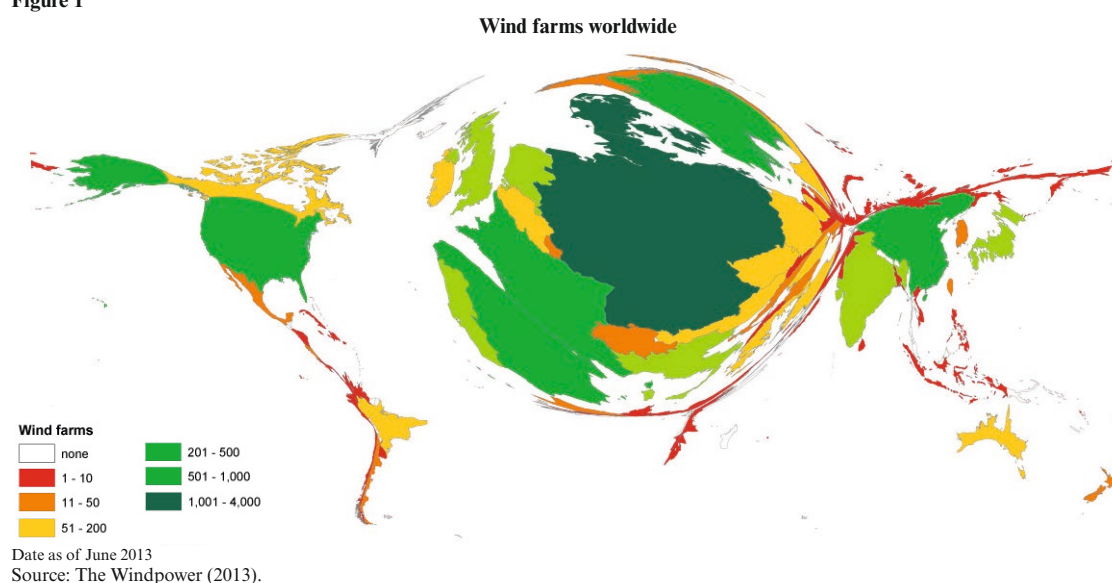 Figure 1
Wind farms worldwide
Wind farms
none
1 - 10
11 - 50
51 - 200
201 - 500
501 - 1,000
1,001 - 4,000
Date as of June 2013
Source: The Windpower (2013).